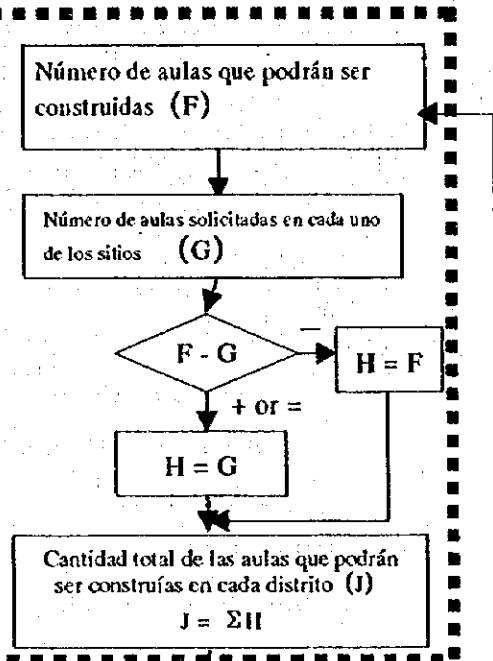 Número de aulas que podrán ser
construidas (F)
Número de aulas solicitadas en cada uno
de los sitios (G)
F - G
—
H = F
+ or =
H = G
Cantidad total de las aulas que podrán
ser construías en cada distrito (J)
J = ΣH